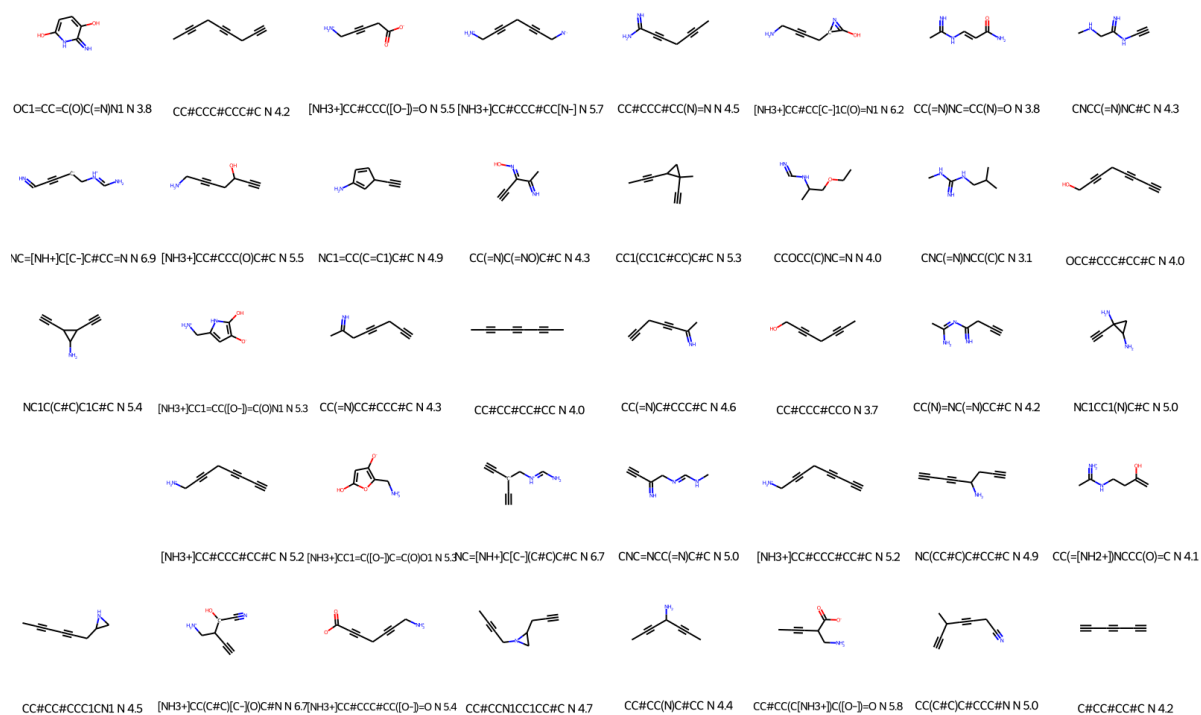 OC1=CC=C(O)C(=N)N1 N 3.8
CC#CCC#CCC#C N 4.2
[NH3+]CC#CCC([O-])=O N 5.5
[NH3+]CC#CCC#CC[N-] N 5.7
CC#CCC#CC(N)=N N 4.5
[NH3+]CC#CC[C-]1C(O)=N1 N 6.2
CC(=N)NC=CC(N)=O N 3.8
CNCC(=N)NC#C N 4.3
NC=[NH+]C[C-]C#CC=N N 6.9
[NH3+]CC#CCC(O)C#C N 5.5
NC1=CC(C=C1)C#C N 4.9
CC(=N)C(=NO)C#C N 4.3
CC1(CC1C#CC)C#C N 5.3
CCOCC(C)NC=N N 4.0
CNC(=N)NCC(C)C N 3.1
OCC#CCC#CC#C N 4.0
NC1C(C#C)C1C#C N 5.4
[NH3+]CC1=CC([O-])=C(O)N1 N 5.3
CC(=N)CC#CCC#C N 4.3
CC#CC#CC#CC N 4.0
CC(=N)C#CCC#C N 4.6
CC#CCC#CCO N 3.7
CC(N)=NC(=N)CC#C N 4.2
NC1CC1(N)C#C N 5.0
[NH3+]CC#CCC#CC#C N 5.2
[NH3+]CC1=C([O-])C=C(O)O1 N 5.3
NC=[NH+]C[C-](C#C)C#C N 6.7
CNC=NCC(=N)C#C N 5.0
[NH3+]CC#CCC#CC#C N 5.2
NC(CC#C)C#CC#C N 4.9
CC(=[NH2+])NCCC(O)=C N 4.1
CC#CC#CCC1CN1 N 4.5
[NH3+]CC(C#C)[C-](O)C#N N 6.7
[NH3+]CC#CCC#CC([O-])=O N 5.4
CC#CCN1CC1CC#C N 4.7
CC#CC(N)C#CC N 4.4
CC#CC(C[NH3+])C([O-])=O N 5.8
CC(C#C)C#CCC#N N 5.0
C#CC#CC#C N 4.2